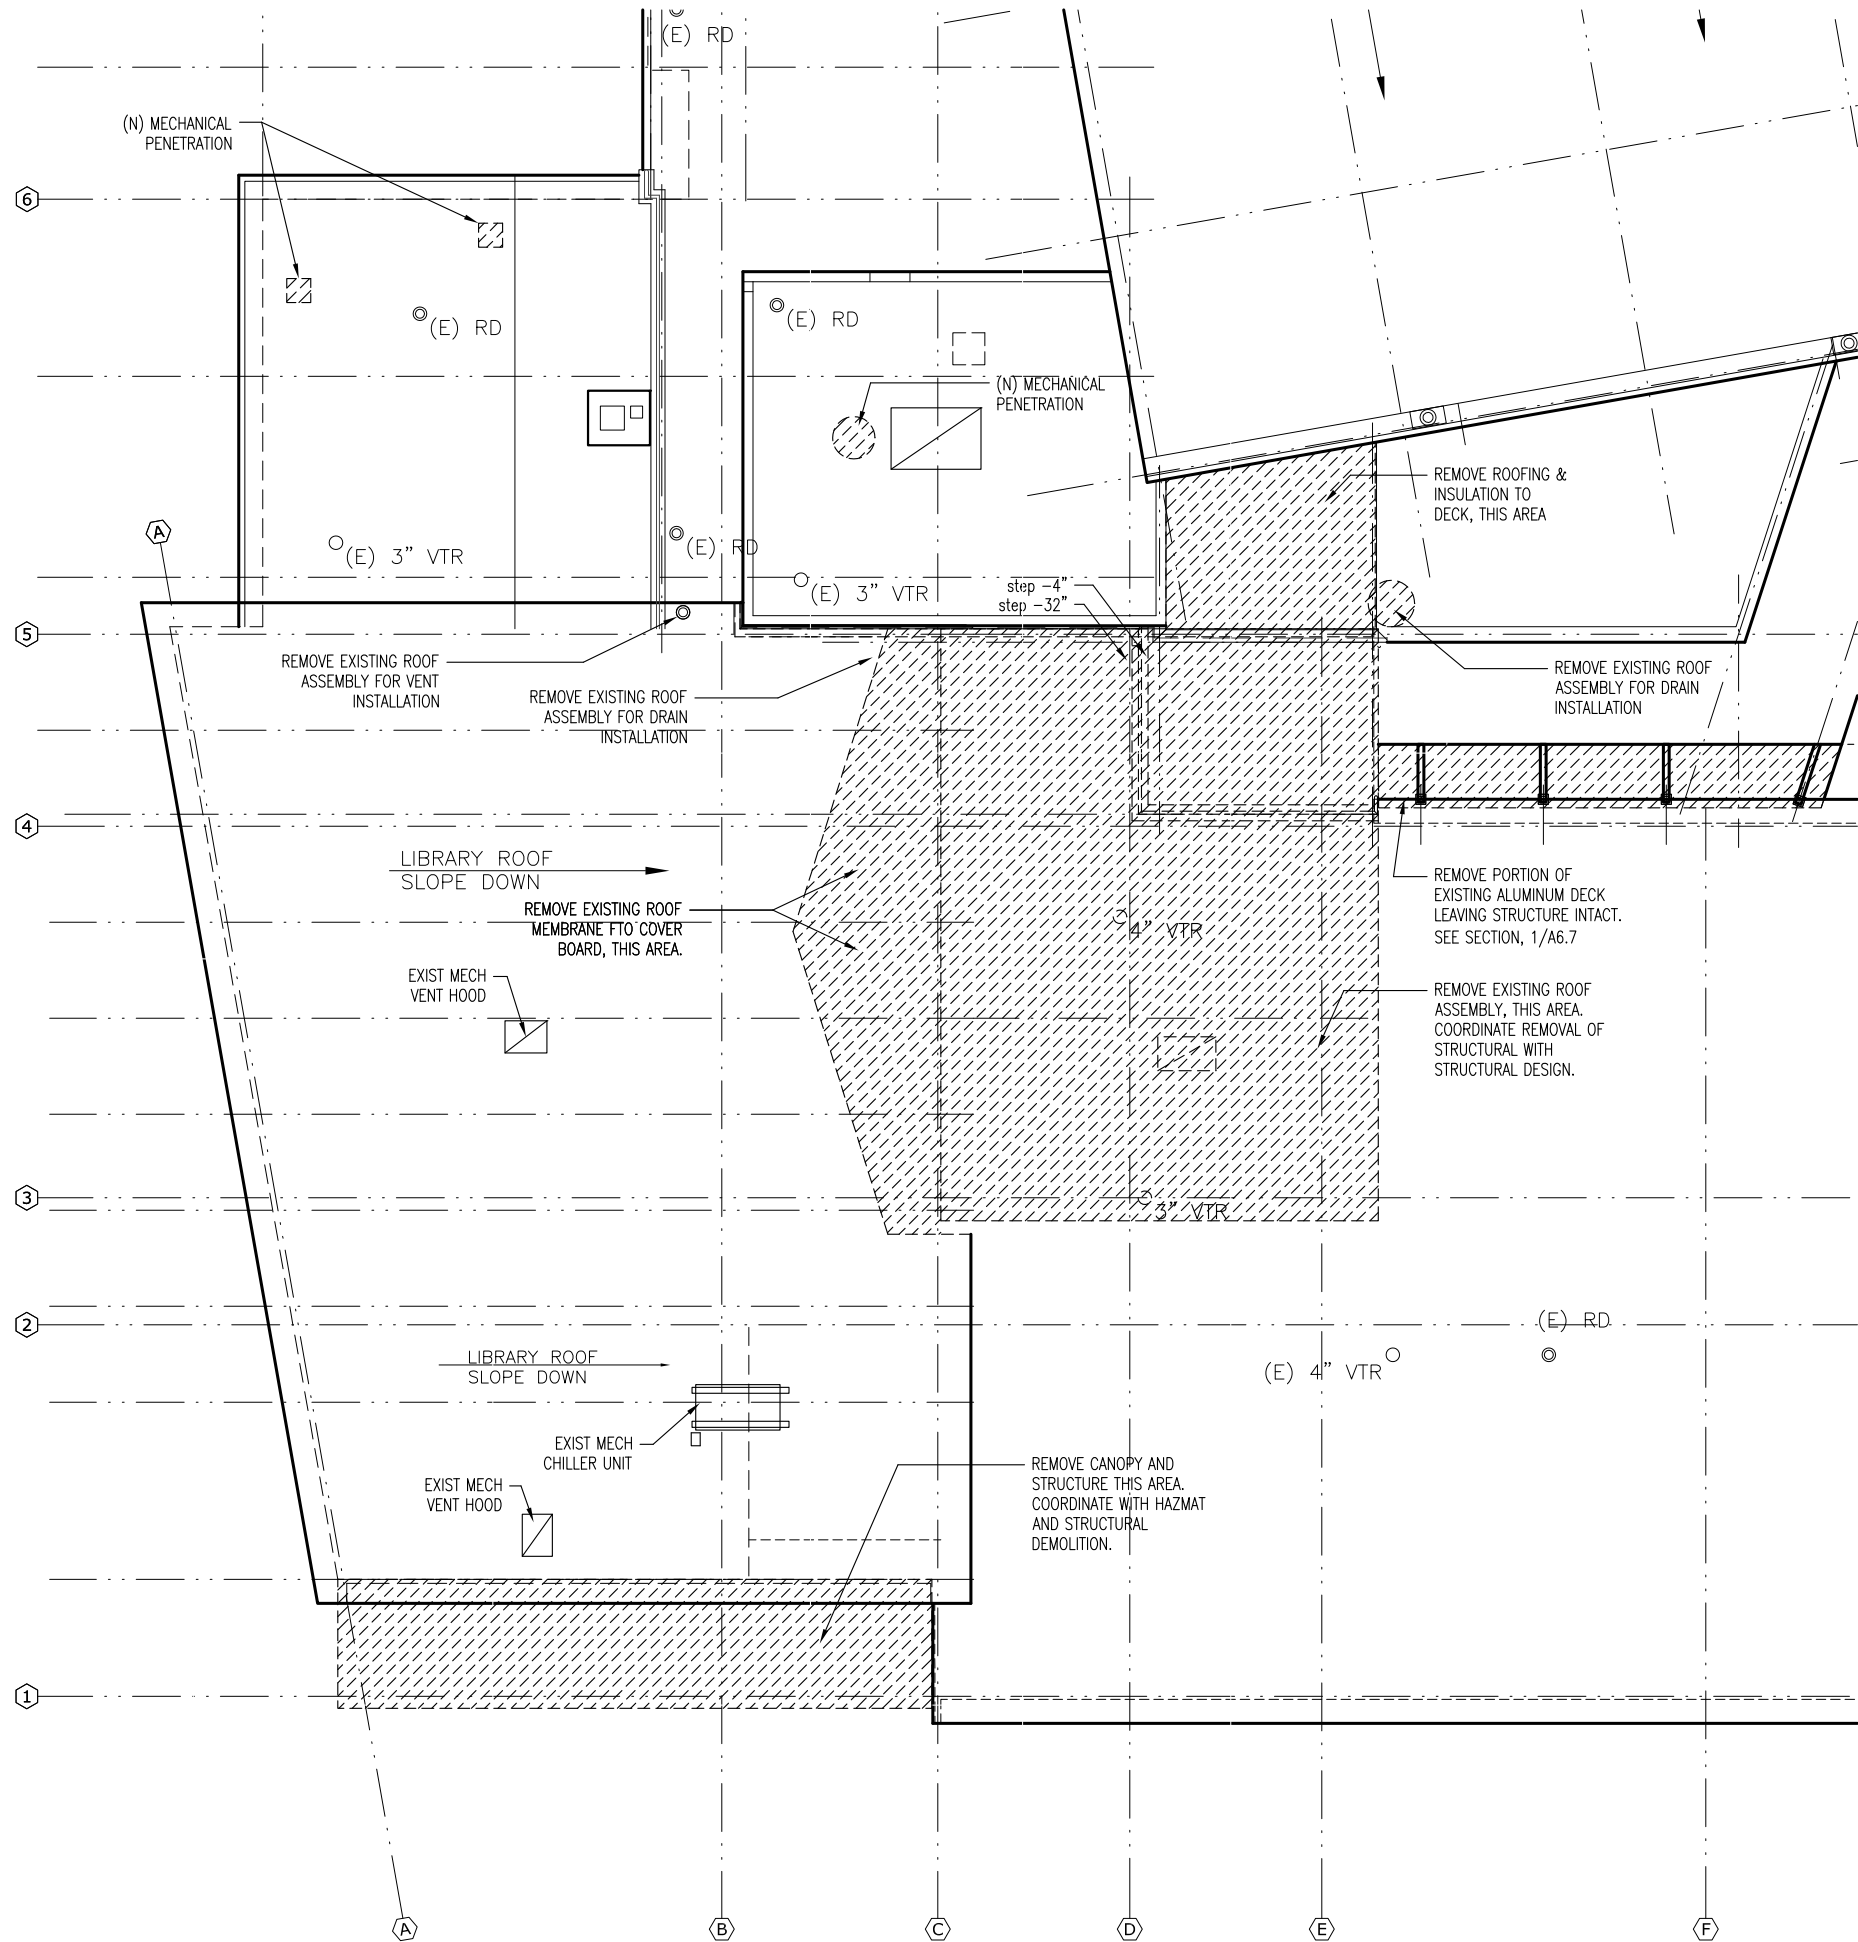 (E) RD
(N) MECHANICAL
PENETRATION
6
(E) RD
(E) RD
(N) MECHANICAL
PENETRATION
REMOVE ROOFING &
INSULATION TO
DECK, THIS AREA
A
(E) 3" VTR
(E) RD
(E) 3" VTR
step -4"
step -32"
5
REMOVE EXISTING ROOF
ASSEMBLY FOR VENT
INSTALLATION
REMOVE EXISTING ROOF
ASSEMBLY FOR DRAIN
INSTALLATION
REMOVE EXISTING ROOF
ASSEMBLY FOR DRAIN
INSTALLATION
4
LIBRARY ROOF
SLOPE DOWN
REMOVE EXISTING ROOF
MEMBRANE FTO COVER
BOARD, THIS AREA.
4" VTR
REMOVE PORTION OF
EXISTING ALUMINUM DECK
LEAVING STRUCTURE INTACT.
SEE SECTION, 1/A6.7
EXIST MECH
VENT HOOD
REMOVE EXISTING ROOF
ASSEMBLY, THIS AREA.
COORDINATE REMOVAL OF
STRUCTURAL WITH
STRUCTURAL DESIGN.
3
3" VTR
2
(E) RD
LIBRARY ROOF
SLOPE DOWN
(E) 4" VTR
EXIST MECH
CHILLER UNIT
EXIST MECH
VENT HOOD
REMOVE CANOPY AND
STRUCTURE THIS AREA.
COORDINATE WITH HAZMAT
AND STRUCTURAL
DEMOLITION.
1
A
B
C
D
E
F